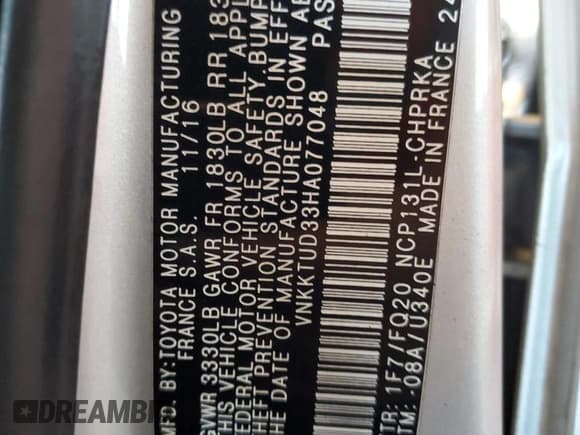 MFD. BY: TOYOTA MOTOR MANUFACTURING
FRANCE S.A.S. 11/16
GVWR 3330LB GAWR FR 1830LB RR 183
THIS VEHICLE CONFORMS TO ALL APPL
FEDERAL MOTOR VEHICLE SAFETY, BUMP
THEFT PREVENTION STANDARDS IN EFF
THE DATE OF MANUFACTURE SHOWN AB
VNKKTUD33HA077048 PAS
TR: 1F7/FQ20 NCP131L-CHPRKA
08A/U340E MADE IN FRANCE 24
DREAMBI